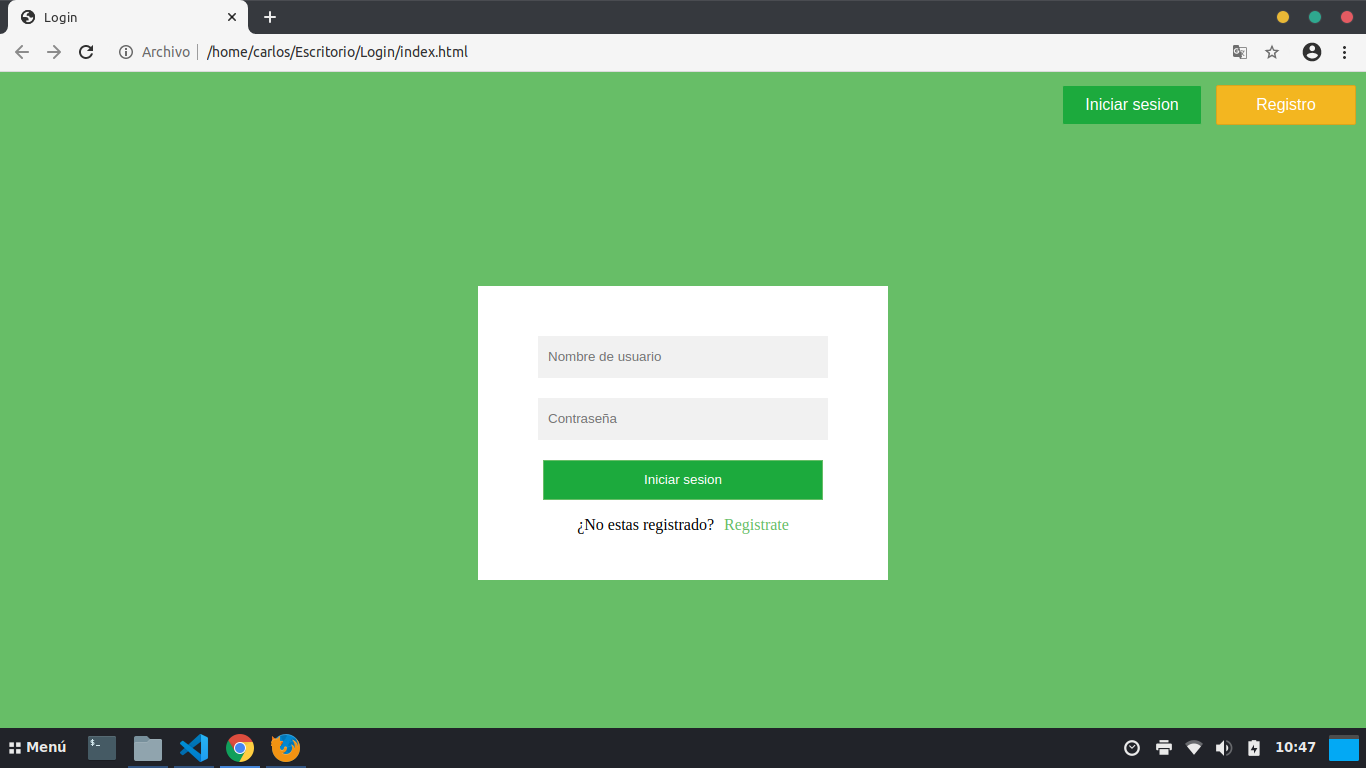 Login
Archivo | /home/carlos/Escritorio/Login/index.html
Iniciar sesion
Registro
Nombre de usuario
Contraseña
Iniciar sesion
¿No estas registrado? Registrate
Menú
$_
10:47